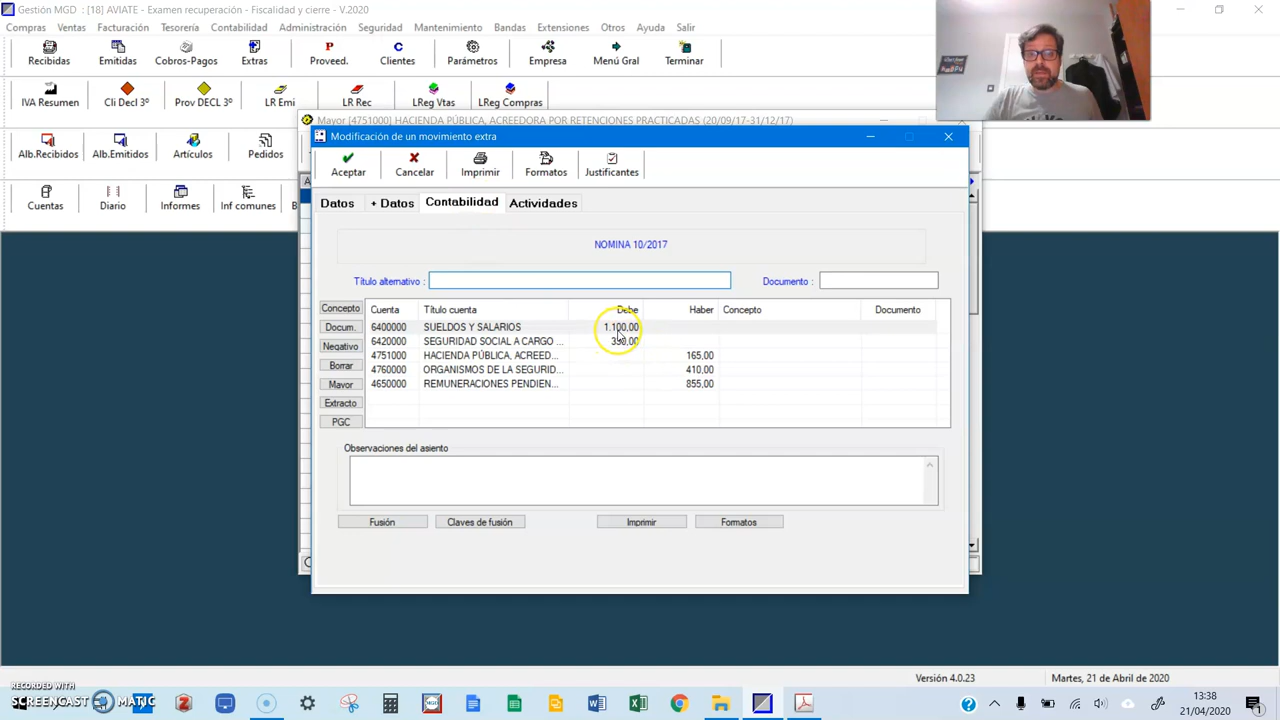 Gestión MGD : [18] AVIATE - Examen recuperación - Fiscalidad y cierre - V.2020
Compras Ventas Facturación Tesorería Contabilidad Administración Seguridad Mantenimiento Bandas Extensiones Otros Ayuda Salir
Recibidas Emitidas Cobros-Pagos Extras Proveed. Clientes Parámetros Empresa Menú Gral Terminar
IVA Resumen Cli Decl 3º Prov DECL 3º LR Emi LR Rec LReg Vtas LReg Compras
Mayor [4751000] HACIENDA PÚBLICA, ACREEDORA POR RETENCIONES PRACTICADAS (20/09/17-31/12/17)
Modificación de un movimiento extra
Alb.Recibidos Alb.Emitidos Artículos Pedidos
Aceptar Cancelar Imprimir Formatos Justificantes
Cuentas Diario Informes Inf comunes
Datos + Datos Contabilidad Actividades
NOMINA 10/2017
Título alternativo : Documento :
Concepto Cuenta Título cuenta Debe Haber Concepto Documento
Docum. 6400000 SUELDOS Y SALARIOS 1.100,00
Negativo 6420000 SEGURIDAD SOCIAL A CARGO ...
4751000 HACIENDA PÚBLICA, ACREED... 165,00
Borrar 4760000 ORGANISMOS DE LA SEGURID... 410,00
Mayor 4650000 REMUNERACIONES PENDIEN... 855,00
Extracto
PGC
Observaciones del asiento
Fusión Claves de fusión Imprimir Formatos
Versión 4.0.23 Martes, 21 de Abril de 2020
RECORDED WITH
SCREENCAST MATIC
13:38
21/04/2020